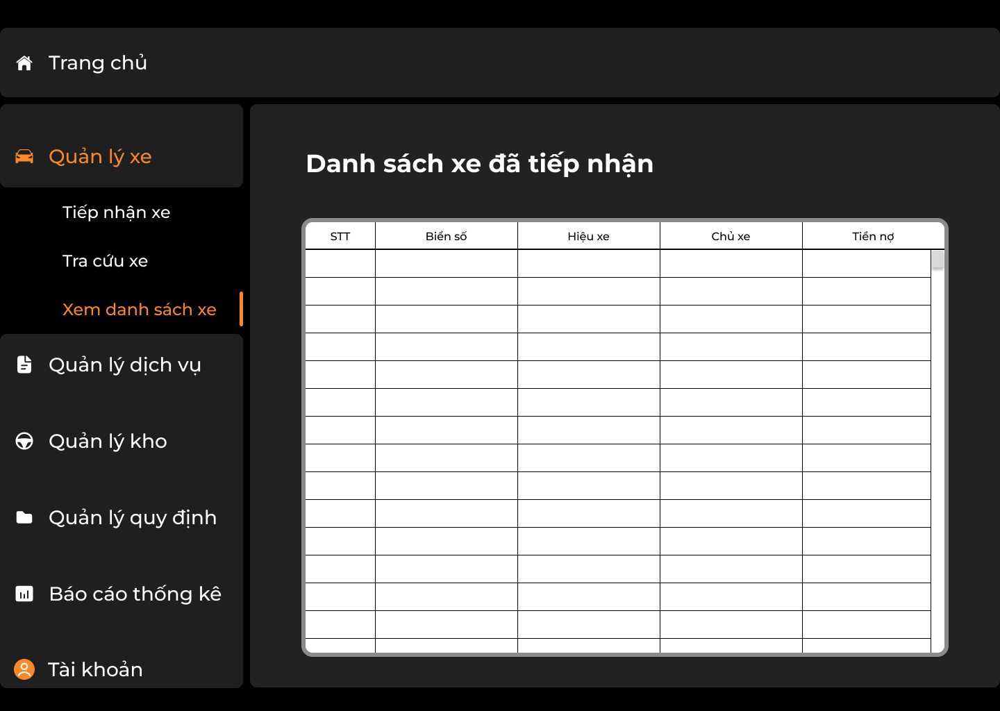 Trang chủ
Quản lý xe
Tiếp nhận xe
Tra cứu xe
Xem danh sách xe
Quản lý dịch vụ
Quản lý kho
Quản lý quy định
Báo cáo thống kê
Tài khoản
Danh sách xe đã tiếp nhận
STT Biển số Hiệu xe Chủ xe Tiền nợ